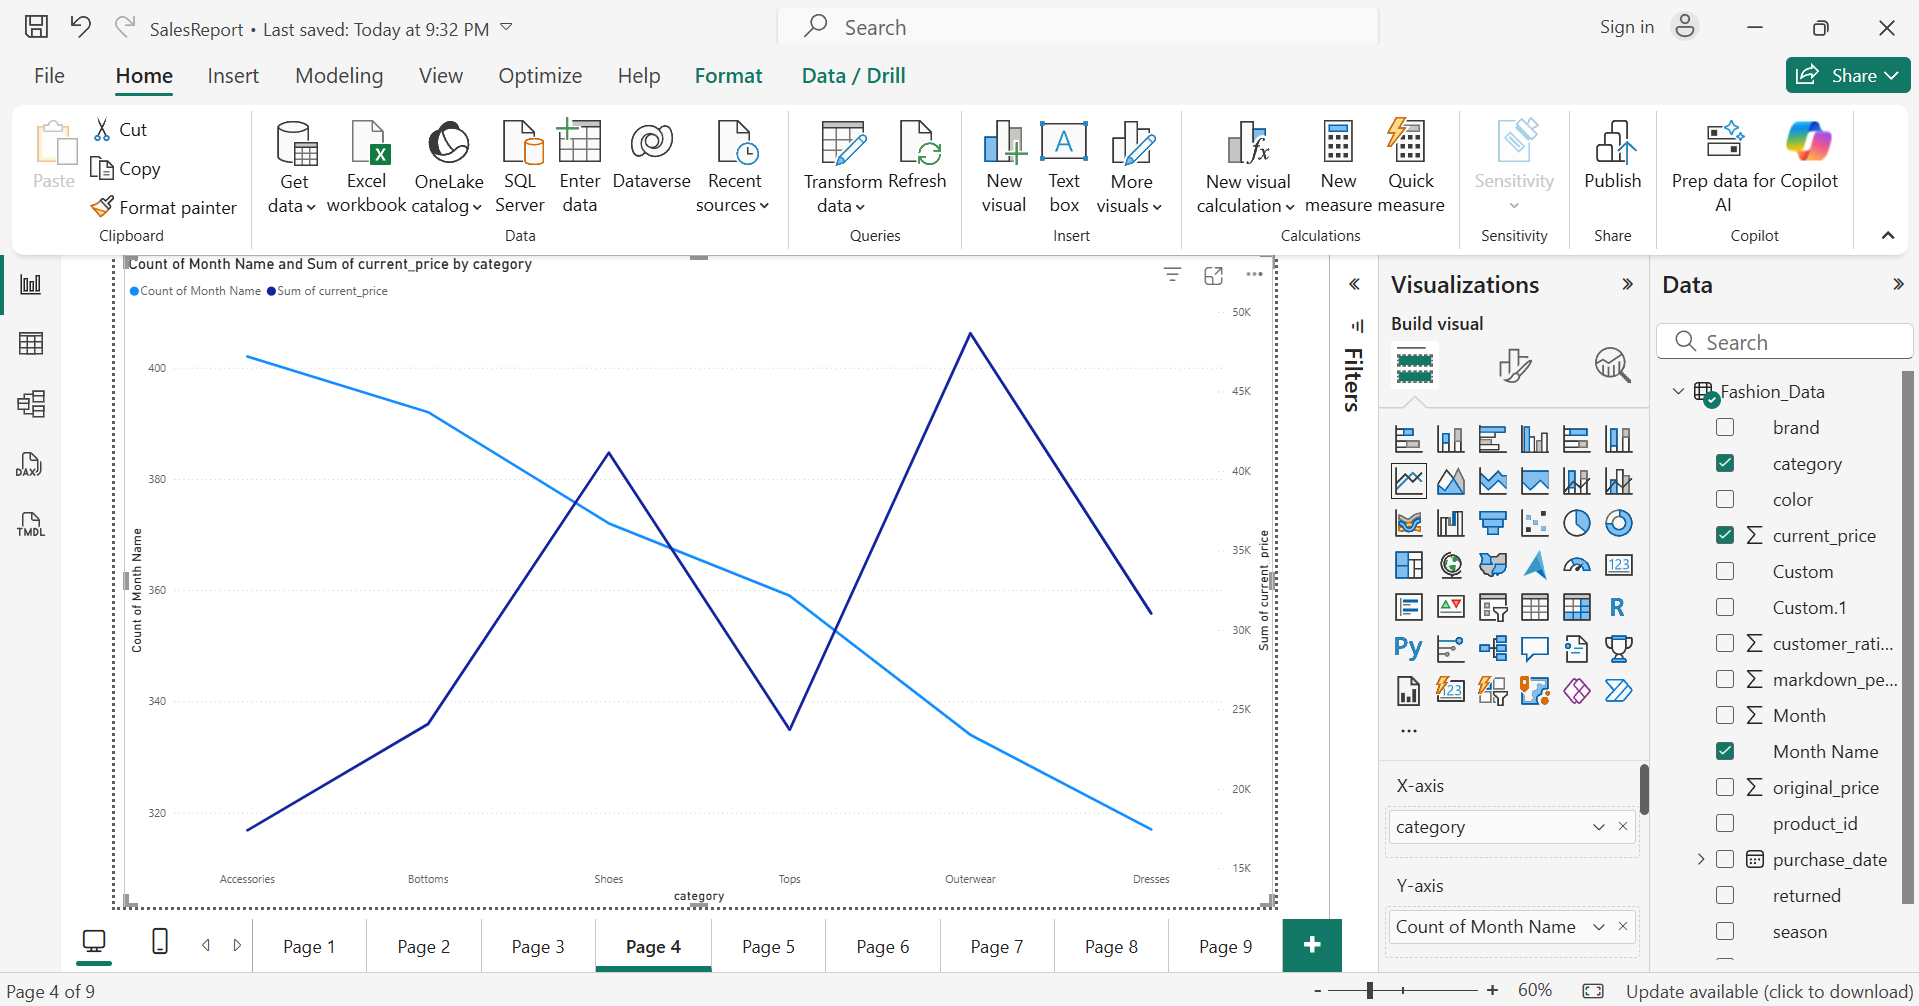 SalesReport • Last saved: Today at 9:32 PM
Search
Sign in
File
Home
Insert
Modeling
View
Optimize
Help
Format
Data / Drill
Share
Paste
Cut
Copy
Format painter
Clipboard
Get data
Excel workbook
OneLake catalog
SQL Server
Enter data
Dataverse
Recent sources
Data
Transform data
Refresh
Queries
New visual
Text box
A
More visuals
Insert
New visual calculation
fx
New measure
Quick measure
Calculations
Sensitivity
Sensitivity
Publish
Share
Prep data for AI
Copilot
Copilot
DAX
TMDL
Count of Month Name and Sum of current_price by category
Count of Month Name
Sum of current_price
400
380
360
340
320
Count of Month Name
50K
45K
40K
35K
30K
25K
20K
15K
Sum of current_price
Accessories
Bottoms
Shoes
Tops
Outerwear
Dresses
category
Filters
Visualizations
Build visual
123
R
Py
123
...
X-axis
category
Y-axis
Count of Month Name
Data
Search
Fashion_Data
brand
category
color
current_price
Custom
Custom.1
customer_rati...
markdown_pe...
Month
Month Name
original_price
product_id
purchase_date
returned
season
Page 1
Page 2
Page 3
Page 4
Page 5
Page 6
Page 7
Page 8
Page 9
+
Page 4 of 9
- + 60%
Update available (click to download)